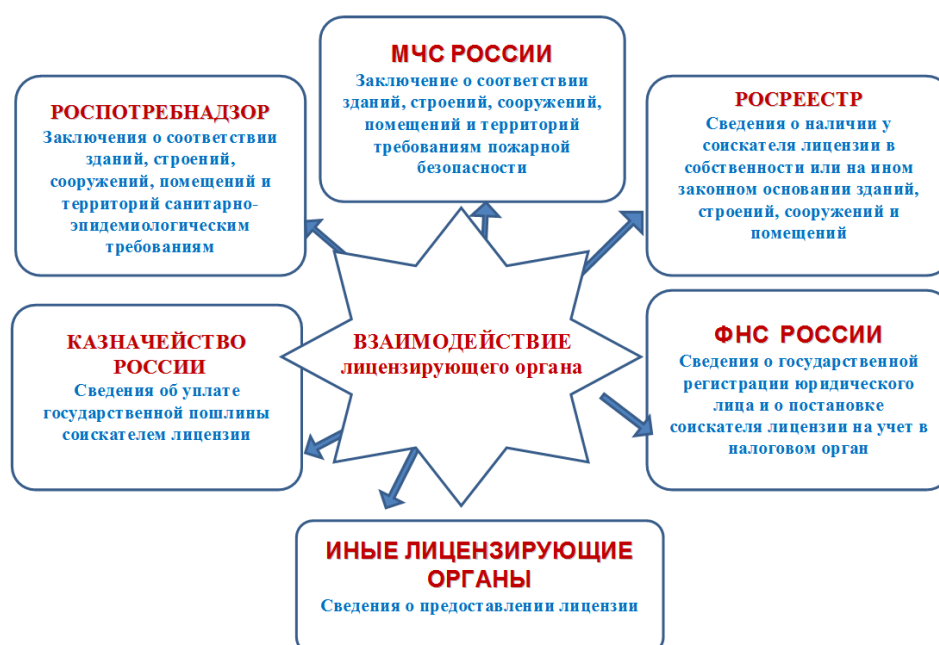 МЧС РОССИИ
Заключение о соответствии
зданий, строений, сооружений,
помещений и территорий
требованиям пожарной
безопасности
РОСПОТРЕБНАДЗОР
Заключения о соответствии
зданий, строений,
сооружений, помещений и
территорий санитарно-
эпидемиологическим
требованиям
РОСРЕЕСТР
Сведения о наличии у
соискателя лицензии в
собственности или на ином
законном основании зданий,
строений, сооружений и
помещений
ВЗАИМОДЕЙСТВИЕ
лицензирующего органа
КАЗНАЧЕЙСТВО
РОССИИ
Сведения об уплате
государственной пошлины
соискателем лицензии
ФНС РОССИИ
Сведения о государственной
регистрации юридического
лица и о постановке
соискателя лицензии на учет в
налоговом орган
ИНЫЕ ЛИЦЕНЗИРУЮЩИЕ
ОРГАНЫ
Сведения о предоставлении лицензии